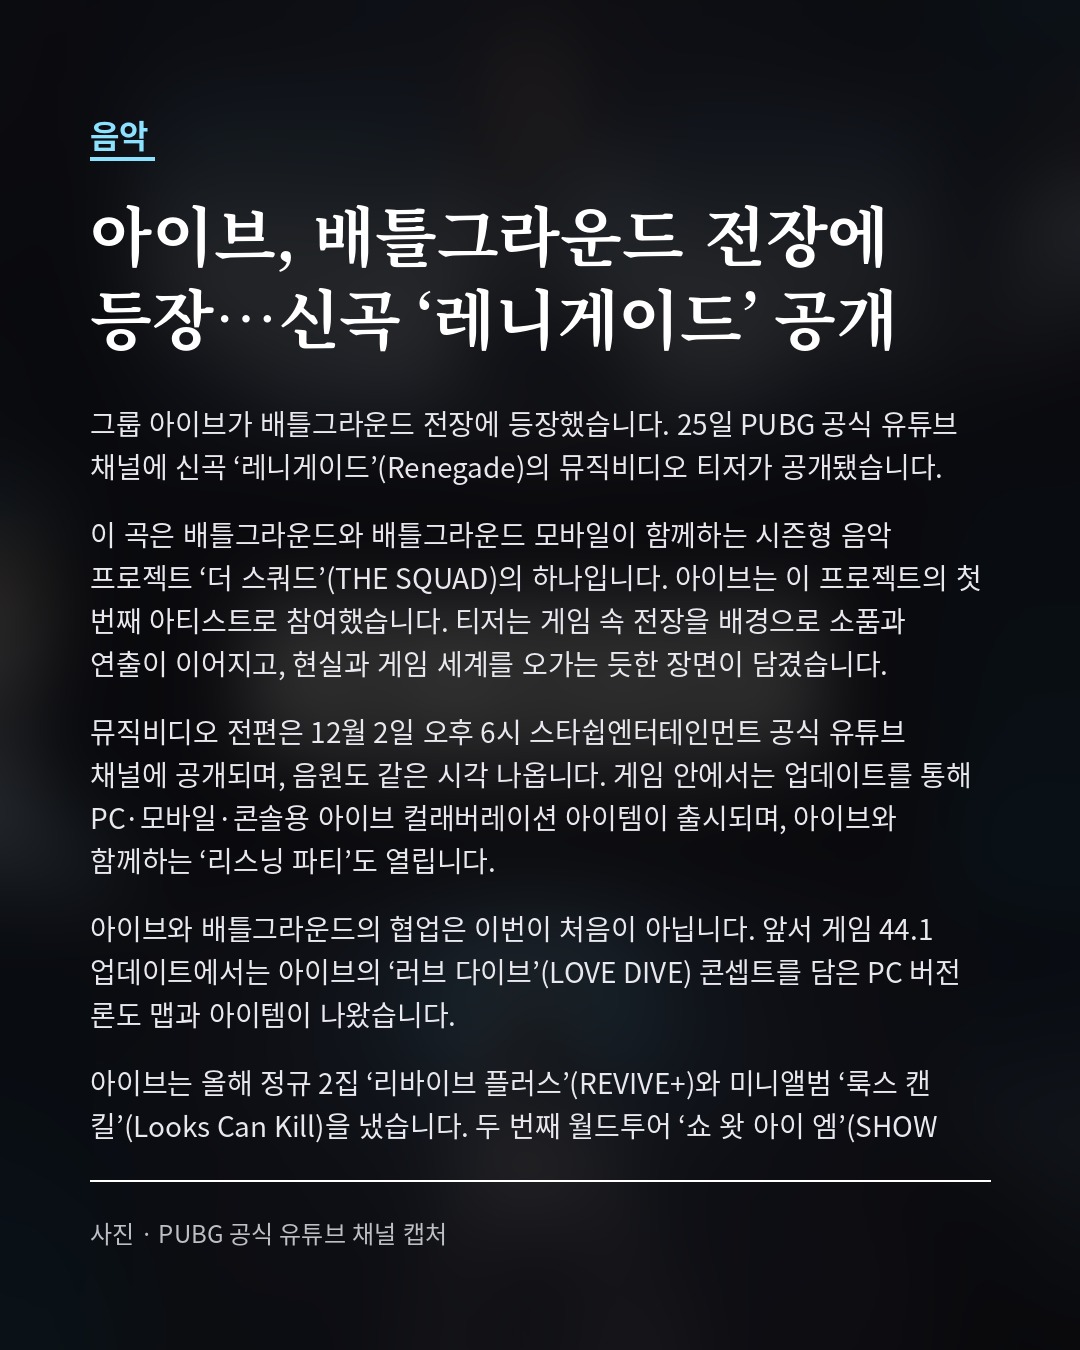 음악
아이브, 배틀그라운드 전장에
등장…신곡 ‘레니게이드’ 공개
그룹 아이브가 배틀그라운드 전장에 등장했습니다. 25일 PUBG 공식 유튜브
채널에 신곡 ‘레니게이드’(Renegade)의 뮤직비디오 티저가 공개됐습니다.
이 곡은 배틀그라운드와 배틀그라운드 모바일이 함께하는 시즌형 음악
프로젝트 ‘더 스쿼드’(THE SQUAD)의 하나입니다. 아이브는 이 프로젝트의 첫
번째 아티스트로 참여했습니다. 티저는 게임 속 전장을 배경으로 소품과
연출이 이어지고, 현실과 게임 세계를 오가는 듯한 장면이 담겼습니다.
뮤직비디오 전편은 12월 2일 오후 6시 스타쉽엔터테인먼트 공식 유튜브
채널에 공개되며, 음원도 같은 시각 나옵니다. 게임 안에서는 업데이트를 통해
PC·모바일·콘솔용 아이브 컬래버레이션 아이템이 출시되며, 아이브와
함께하는 ‘리스닝 파티’도 열립니다.
아이브와 배틀그라운드의 협업은 이번이 처음이 아닙니다. 앞서 게임 44.1
업데이트에서는 아이브의 ‘러브 다이브’(LOVE DIVE) 콘셉트를 담은 PC 버전
론도 맵과 아이템이 나왔습니다.
아이브는 올해 정규 2집 ‘리바이브 플러스’(REVIVE+)와 미니앨범 ‘룩스 캔
킬’(Looks Can Kill)을 냈습니다. 두 번째 월드투어 ‘쇼 왓 아이 엠’(SHOW
사진 · PUBG 공식 유튜브 채널 캡처